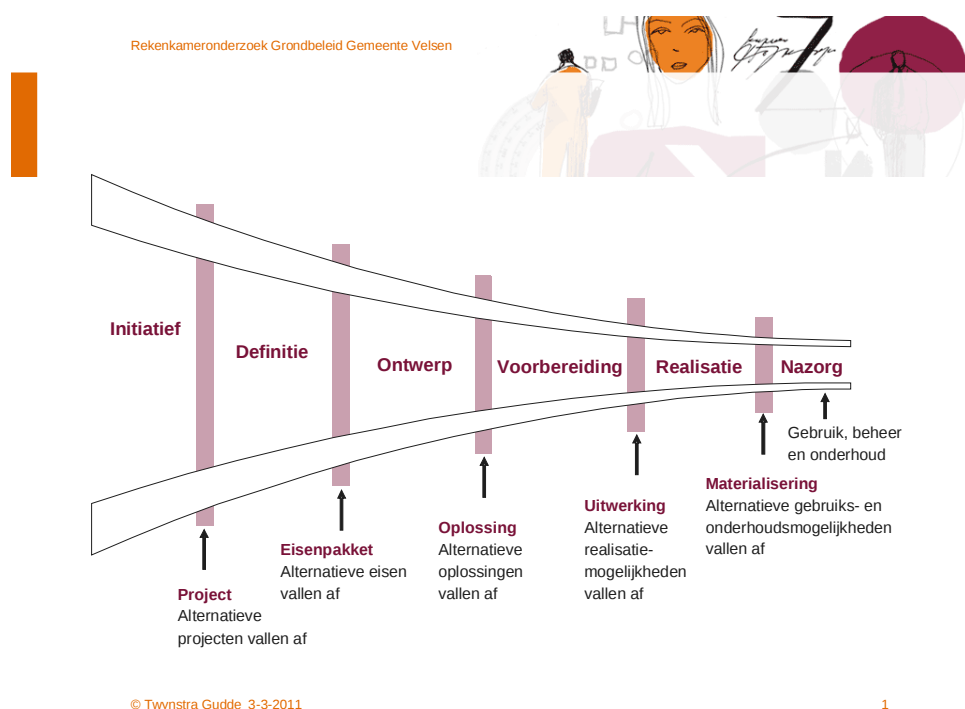 Rekenkameronderzoek Grondbeleid Gemeente Velsen
Initiatief
Definitie
Ontwerp
Voorbereiding
Realisatie
Nazorg
Gebruik, beheer
en onderhoud
Materialisering
Alternatieve gebruiks- en
onderhoudsmogelijkheden
vallen af
Uitwerking
Alternatieve
realisatie-
mogelijkheden
vallen af
Oplossing
Alternatieve
oplossingen
vallen af
Eisenpakket
Alternatieve eisen
vallen af
Project
Alternatieve
projecten vallen af
© Twynstra Gudde 3-3-2011
1